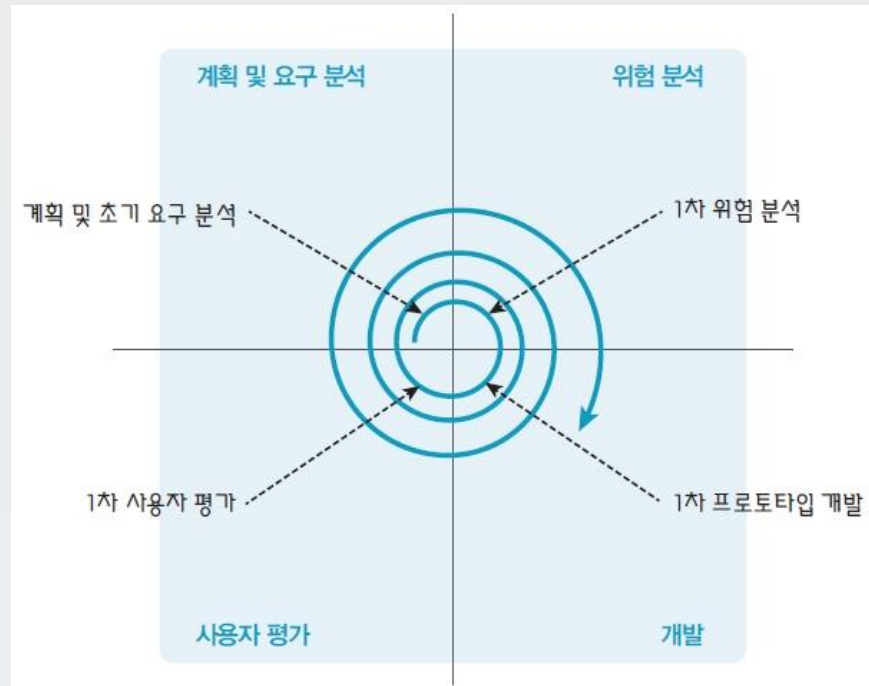 계획 및 요구 분석
위험 분석
계획 및 초기 요구 분석
1차 위험 분석
1차 사용자 평가
1차 프로토타입 개발
사용자 평가
개발